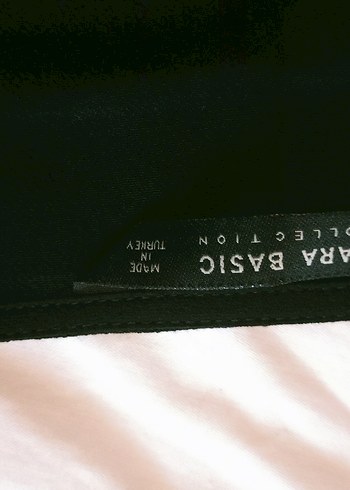 ARA BASIC
OLLECTION
MADE
IN
TURKEY